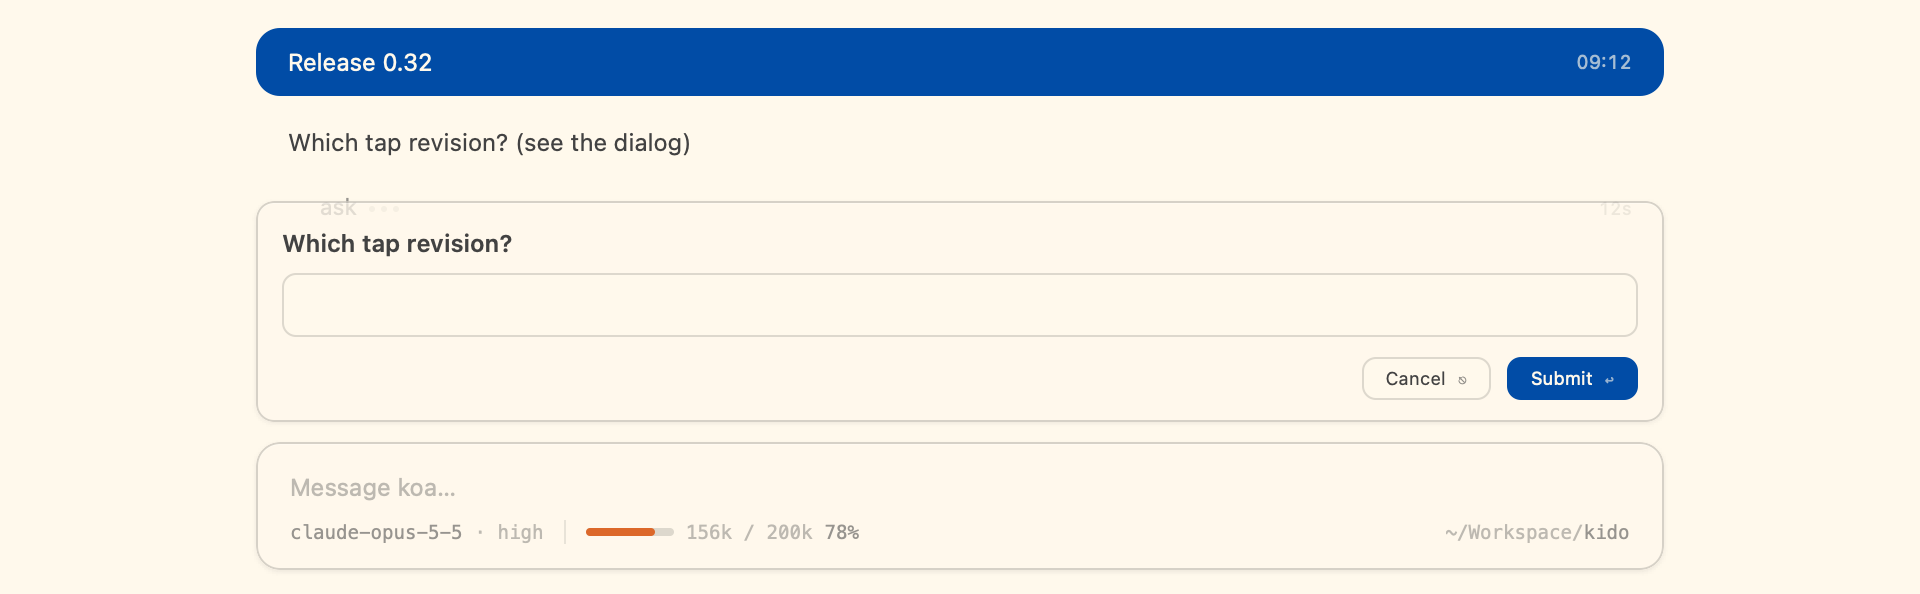 Release 0.32 09:12
Which tap revision? (see the dialog)
ask ••• 12s
Which tap revision?
Cancel ⎋ Submit ↩
Message koa...
claude-opus-5-5 · high 156k / 200k 78% ~/Workspace/kido